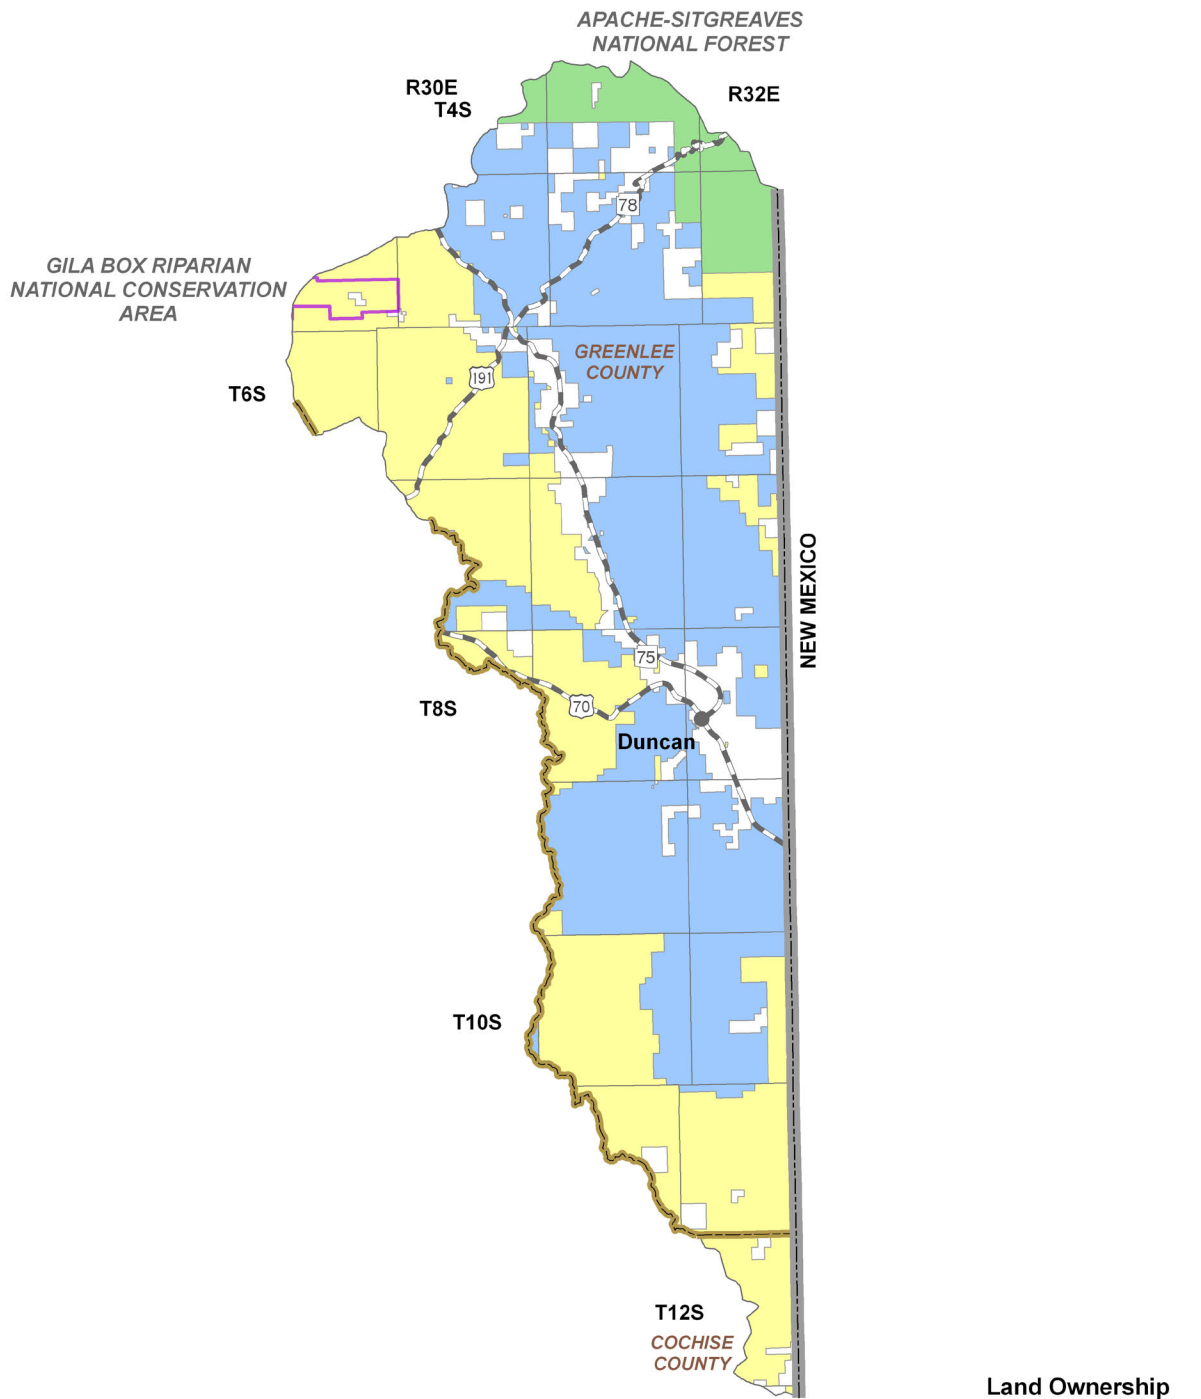 APACHE-SITGREAVES
NATIONAL FOREST
R30E
T4S
R32E
78
GILA BOX RIPARIAN
NATIONAL CONSERVATION
AREA
GREENLEE
COUNTY
191
T6S
NEW MEXICO
75
T8S
70
Duncan
T10S
T12S
COCHISE
COUNTY
Land Ownership